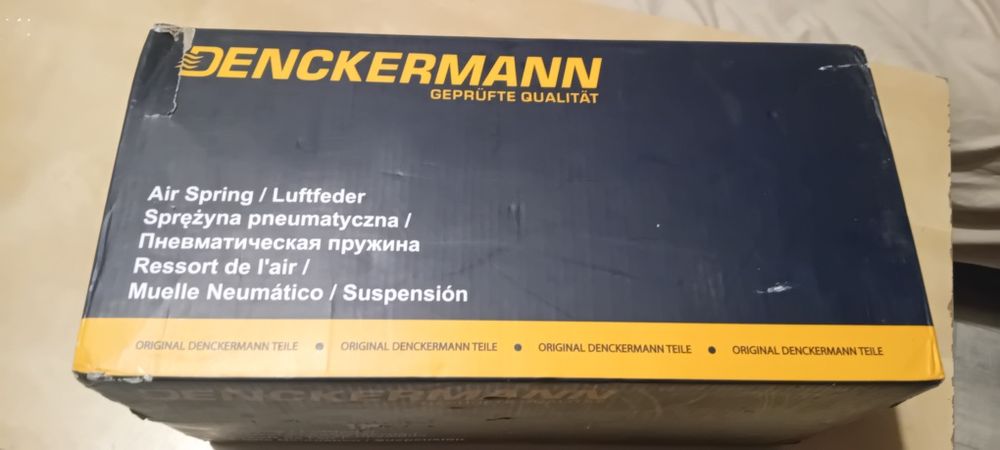 DENCKERMANN
GEPRÜFTE QUALITÄT
Air Spring / Luftfeder
Sprężyna pneumatyczna /
Пневматическая пружина
Ressort de l'air /
Muelle Neumático / Suspensión
ORIGINAL DENCKERMANN TEILE • ORIGINAL DENCKERMANN TEILE • ORIGINAL DENCKERMANN TEILE • ORIGINAL DENCKERMANN TEILE
DENCKERMANN